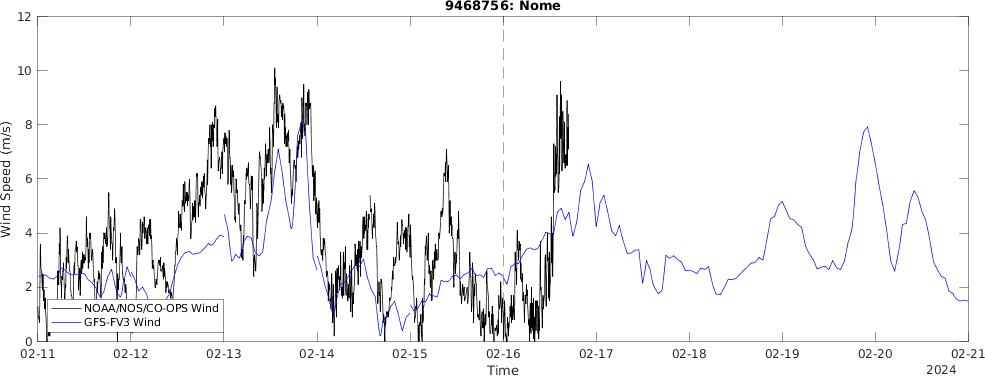 9468756: Nome
12
10
8
6
4
2
0
Wind Speed (m/s)
NOAA/NOS/CO-OPS Wind
GFS-FV3 Wind
02-11 02-12 02-13 02-14 02-15 02-16 02-17 02-18 02-19 02-20 02-21
Time
2024